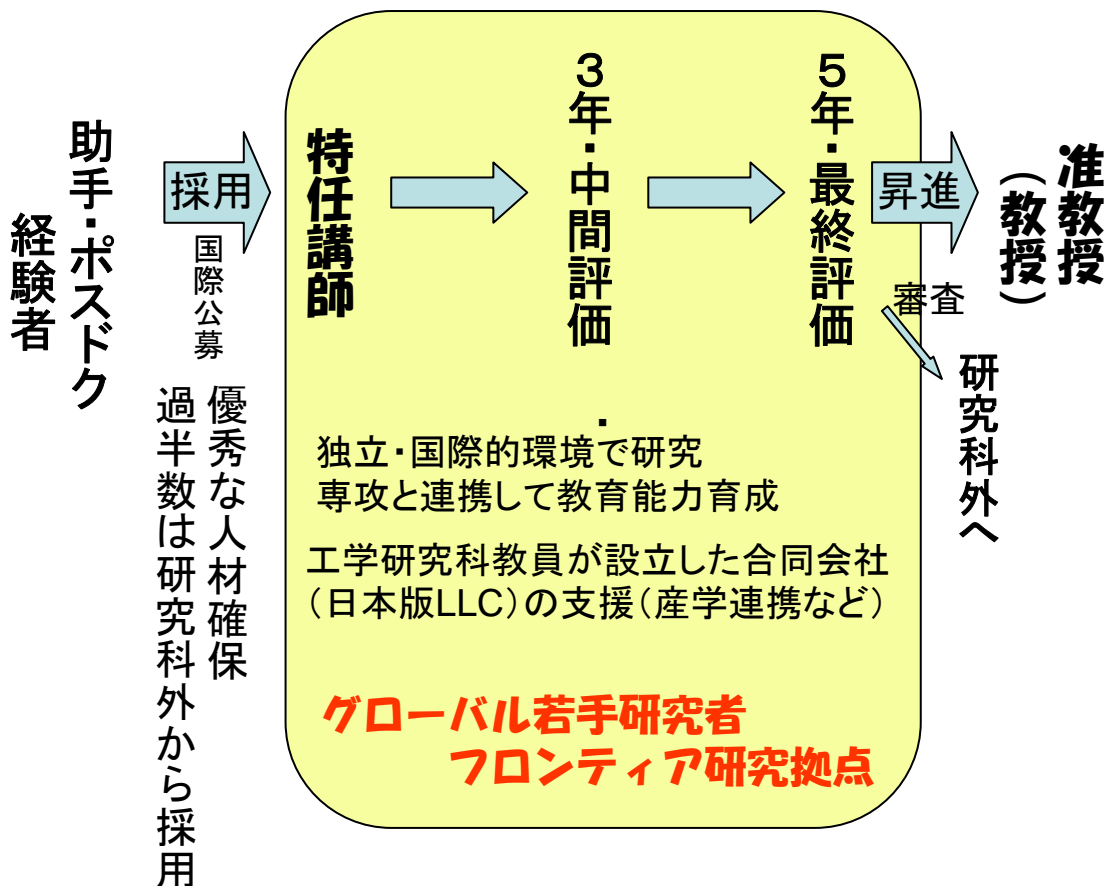 助手・ポスドク
経験者
採用
国際公募
優秀な人材確保
過半数は研究科外から採用
特任講師
３年・中間評価
５年・最終評価
昇進
審査
准教授
（教授）
研究科外へ
・
独立・国際的環境で研究
専攻と連携して教育能力育成
工学研究科教員が設立した合同会社
（日本版LLC）の支援（産学連携など）
グローバル若手研究者
フロンティア研究拠点